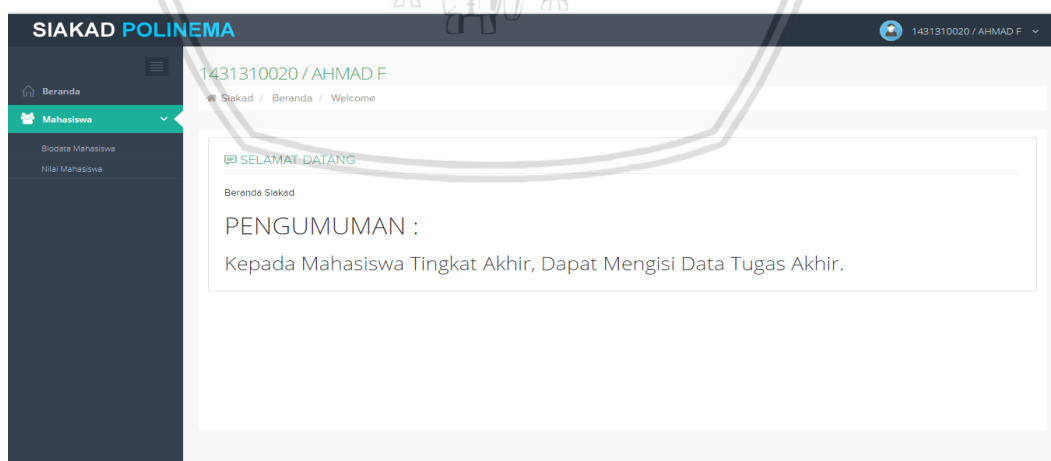 SIAKAD POLINEMA
1431310020 / AHMAD F
Beranda
Mahasiswa
Biodata Mahasiswa
Nilai Mahasiswa
1431310020 / AHMAD F
Siakad / Beranda / Welcome
SELAMAT DATANG
Beranda Siakad
PENGUMUMAN :
Kepada Mahasiswa Tingkat Akhir, Dapat Mengisi Data Tugas Akhir.